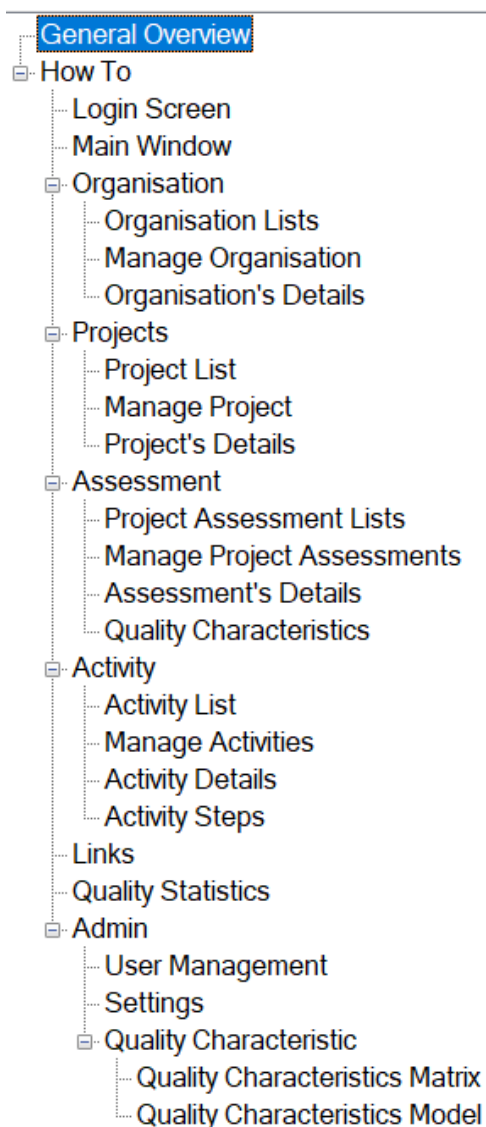 General Overview
How To
Login Screen
Main Window
Organisation
Organisation Lists
Manage Organisation
Organisation's Details
Projects
Project List
Manage Project
Project's Details
Assessment
Project Assessment Lists
Manage Project Assessments
Assessment's Details
Quality Characteristics
Activity
Activity List
Manage Activities
Activity Details
Activity Steps
Links
Quality Statistics
Admin
User Management
Settings
Quality Characteristic
Quality Characteristics Matrix
Quality Characteristics Model